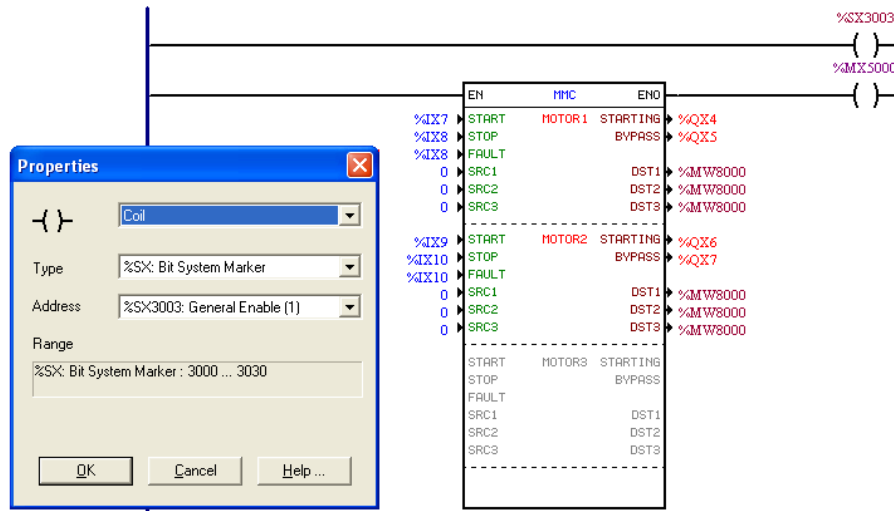 %SX3003
%MX5000
EN MMC ENO
%IX7 START MOTOR1 STARTING %QX4
%IX8 STOP BYPASS %QX5
%IX8 FAULT
0 SRC1 DST1 %MW8000
0 SRC2 DST2 %MW8000
0 SRC3 DST3 %MW8000
%IX9 START MOTOR2 STARTING %QX6
%IX10 STOP BYPASS %QX7
%IX10 FAULT
0 SRC1 DST1 %MW8000
0 SRC2 DST2 %MW8000
0 SRC3 DST3 %MW8000
START MOTOR3 STARTING
STOP BYPASS
FAULT
SRC1 DST1
SRC2 DST2
SRC3 DST3
Properties
Coil
Type %SX: Bit System Marker
Address %SX3003: General Enable (1)
Range
%SX: Bit System Marker : 3000 ... 3030
OK Cancel Help ...